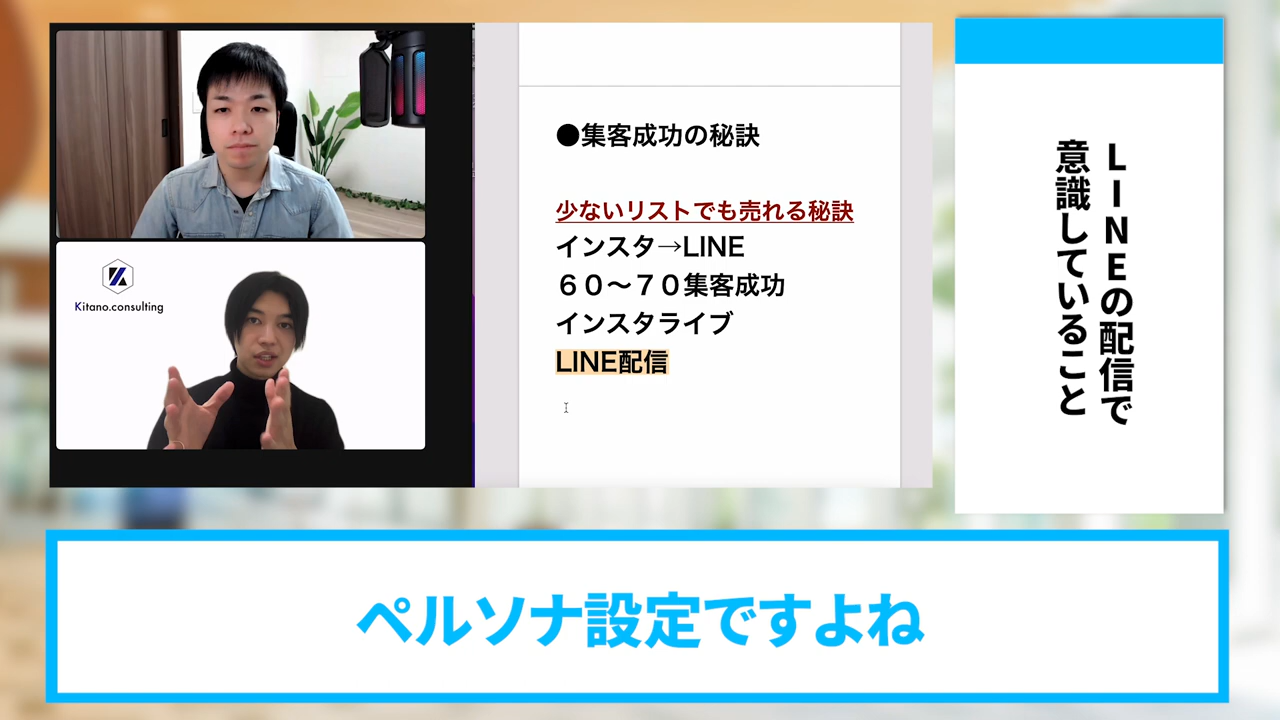 Kitano.consulting
●集客成功の秘訣
少ないリストでも売れる秘訣
インスタ→LINE
６０〜７０集客成功
インスタライブ
LINE配信
LINEの配信で
意識していること
ペルソナ設定ですよね